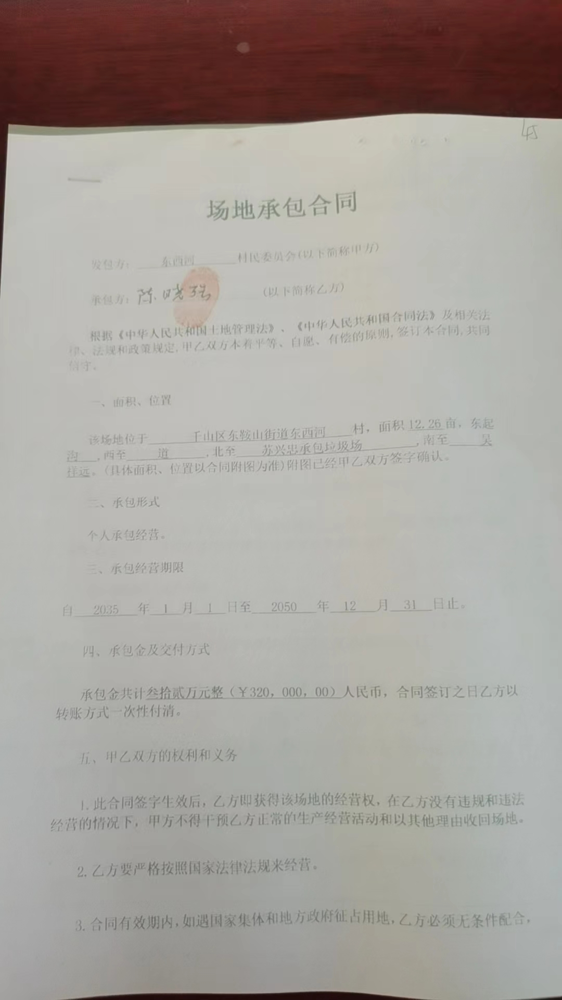 场地承包合同
发包方: 东西河 村民委员会(以下简称甲方)
承包方: 陈晓强 (以下简称乙方)
根据《中华人民共和国土地管理法》、《中华人民共和国合同法》及相关法
律、法规和政策规定,甲乙双方本着平等、自愿、有偿的原则,签订本合同,共同
信守。
一、面积、位置
该场地位于 千山区东鞍山街道东西河 村，面积12.26亩，东起
沟 ,西至 道 ,北至 苏兴忠承包垃圾场 ,南至 吴
样远。(具体面积、位置以合同附图为准)附图已经甲乙双方签字确认。
二、承包形式
个人承包经营。
三、承包经营期限
自 2035 年 1 月 1 日至 2050 年 12 月 31 日止。
四、承包金及交付方式
承包金共计叁拾贰万元整（￥320，000，00）人民币，合同签订之日乙方以
转账方式一次性付清。
五、甲乙双方的权利和义务
1.此合同签字生效后，乙方即获得该场地的经营权，在乙方没有违规和违法
经营的情况下，甲方不得干预乙方正常的生产经营活动和以其他理由收回场地。
2.乙方要严格按照国家法律法规来经营。
3.合同有效期内,如遇国家集体和地方政府征占用地,乙方必须无条件配合,